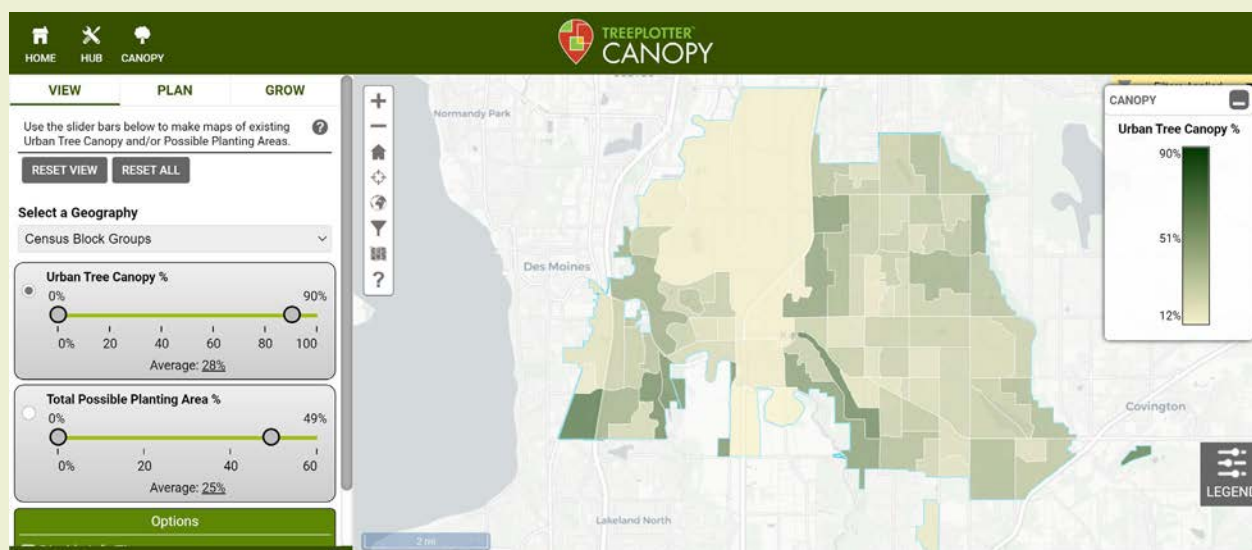 HOME
HUB
CANOPY
TREEPLOTTER™
CANOPY
VIEW
PLAN
GROW
Use the slider bars below to make maps of existing
Urban Tree Canopy and/or Possible Planting Areas.
?
RESET VIEW
RESET ALL
Select a Geography
Census Block Groups
Urban Tree Canopy %
0%
90%
0%
20
40
60
80
100
Average: 28%
Total Possible Planting Area %
0%
49%
0%
20
40
60
Average: 25%
Options
+
−
?
Normandy Park
Des Moines
Covington
Lakeland North
2 mi
CANOPY
Urban Tree Canopy %
90%
51%
12%
LEGEND